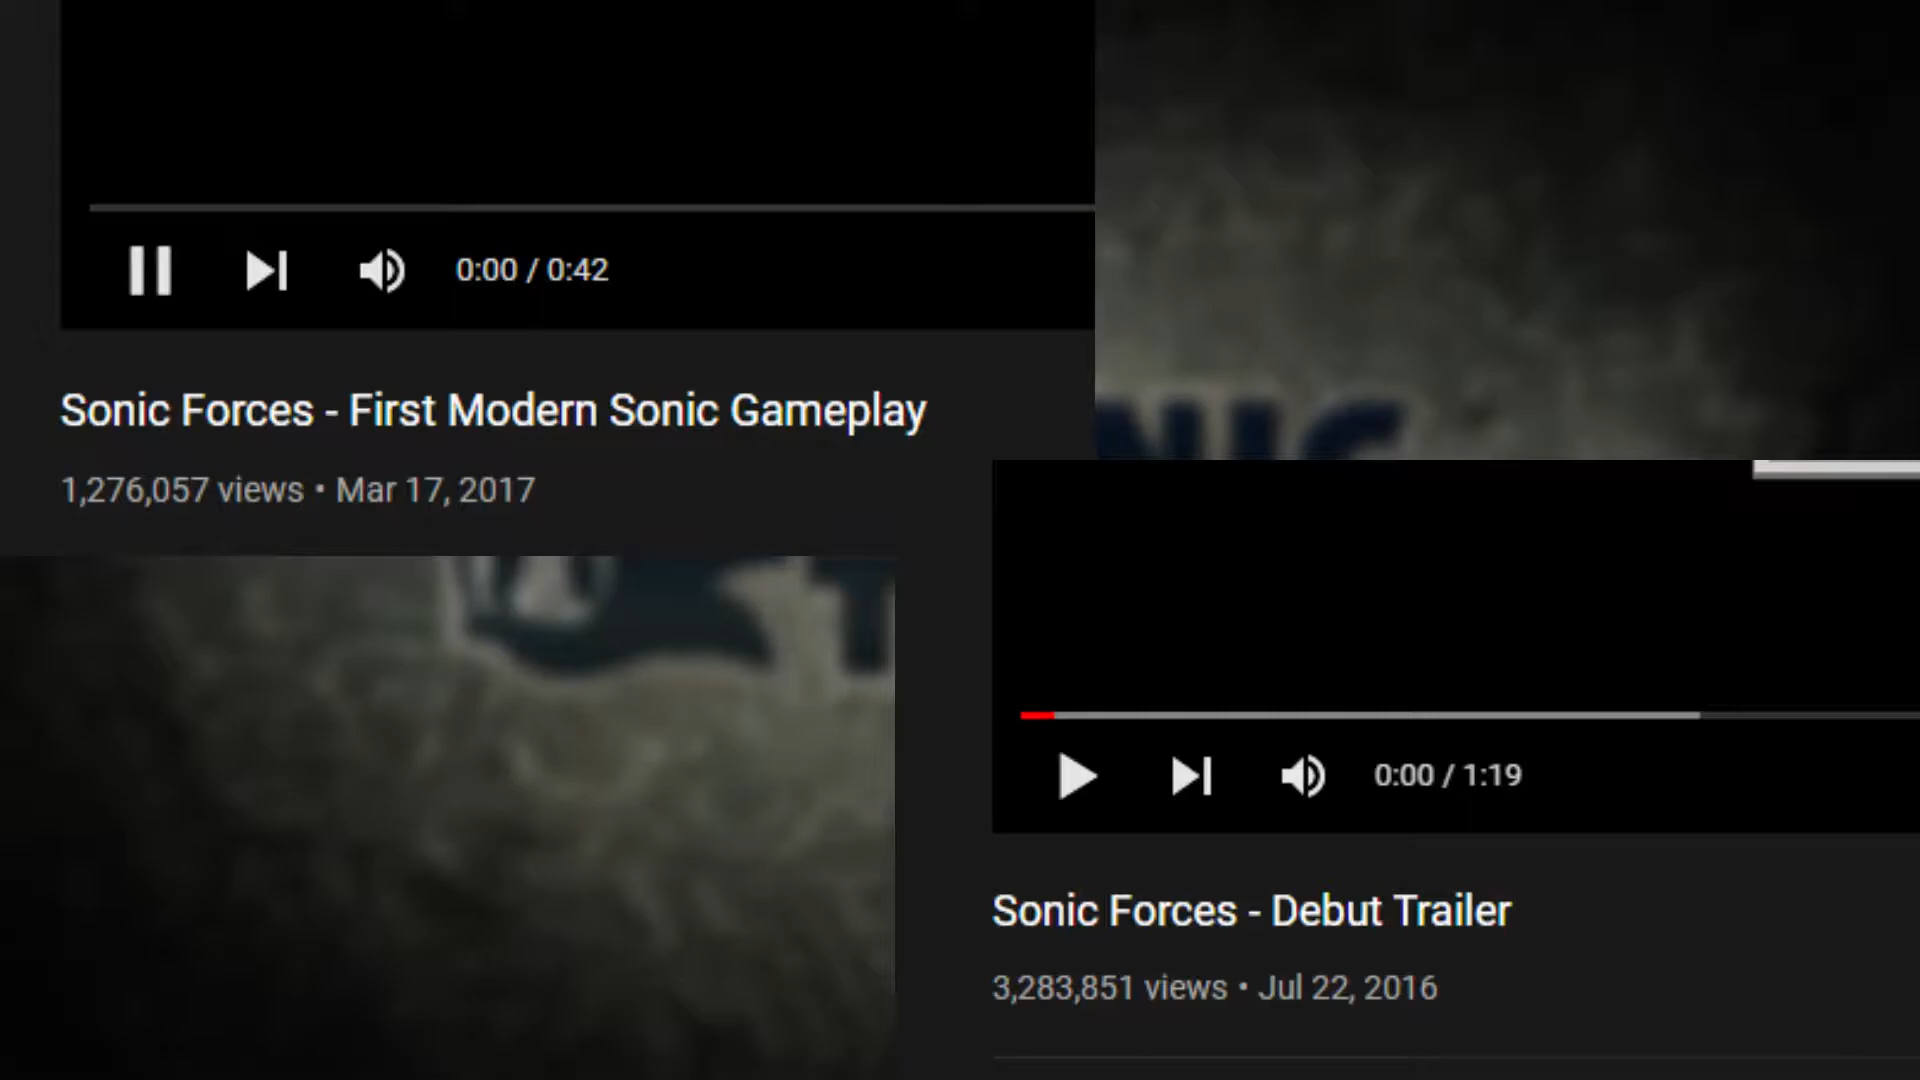 0:00 / 0:42
Sonic Forces - First Modern Sonic Gameplay
1,276,057 views • Mar 17, 2017
NIC
0:00 / 1:19
Sonic Forces - Debut Trailer
3,283,851 views • Jul 22, 2016